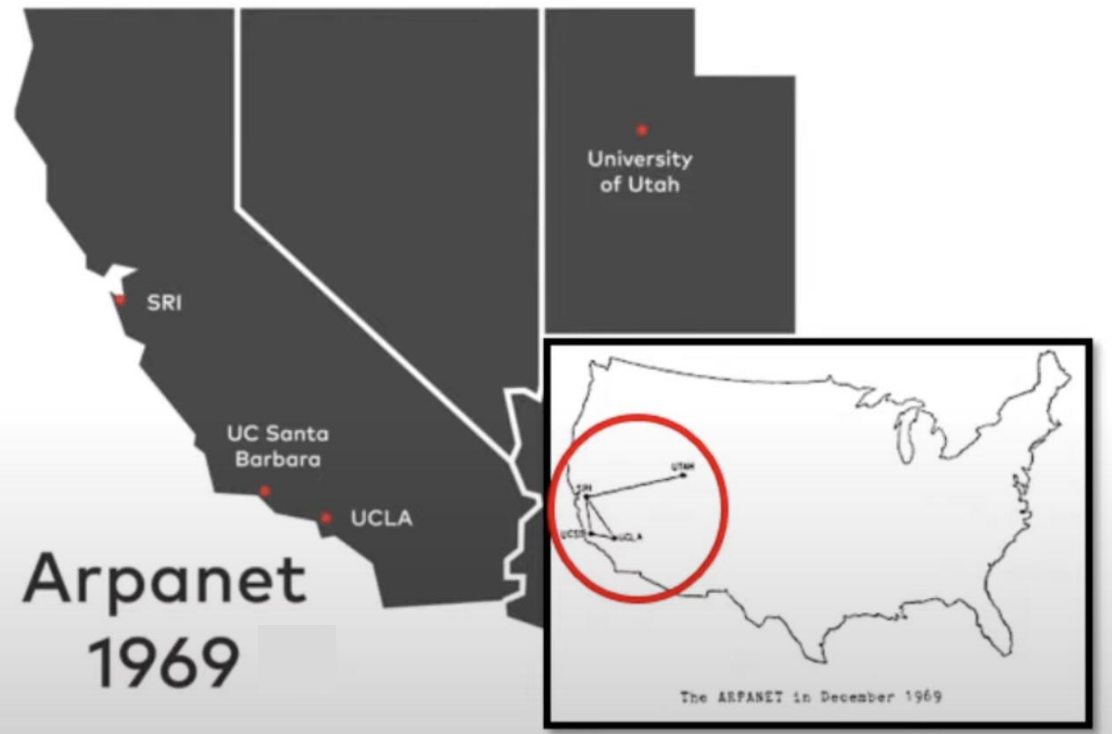 University
of Utah
SRI
UC Santa
Barbara
UCLA
Arpanet
1969
UTAH
SRI
UCSB
UCLA
The ARPANET in December 1969